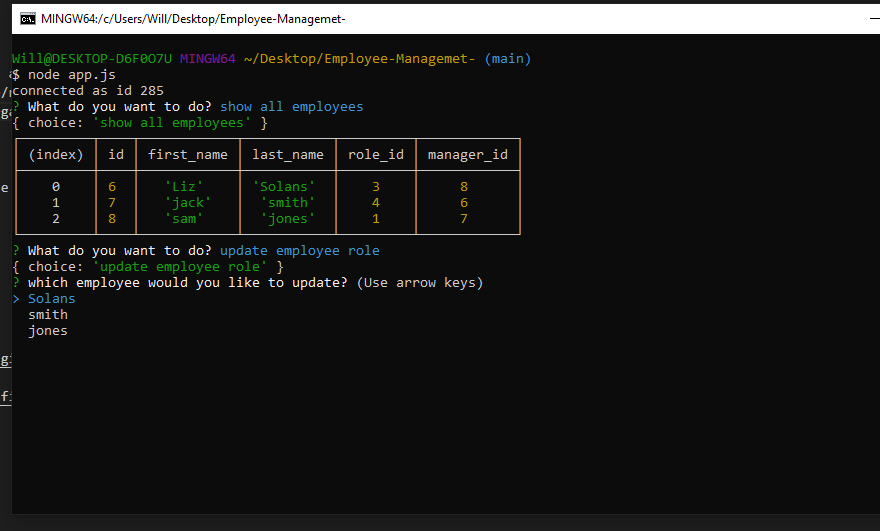 MINGW64:/c/Users/Will/Desktop/Employee-Managemet-
Will@DESKTOP-D6F0O7U MINGW64 ~/Desktop/Employee-Managemet- (main)
$ node app.js
connected as id 285
? What do you want to do? show all employees
{ choice: 'show all employees' }
(index) id first_name last_name role_id manager_id
0 6 'Liz' 'Solans' 3 8
1 7 'jack' 'smith' 4 6
2 8 'sam' 'jones' 1 7
? What do you want to do? update employee role
{ choice: 'update employee role' }
? which employee would you like to update? (Use arrow keys)
> Solans
smith
jones